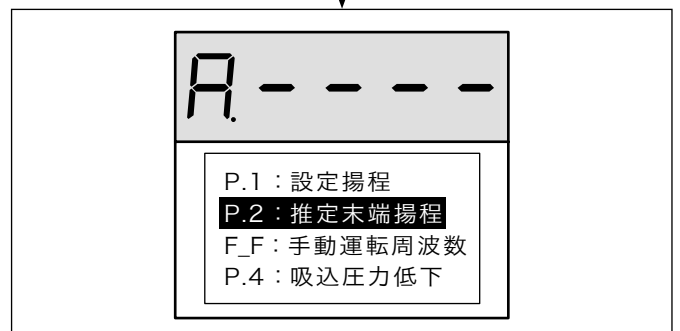 A.----
P.1：設定揚程
P.2：推定末端揚程
F_F：手動運転周波数
P.4：吸込圧力低下